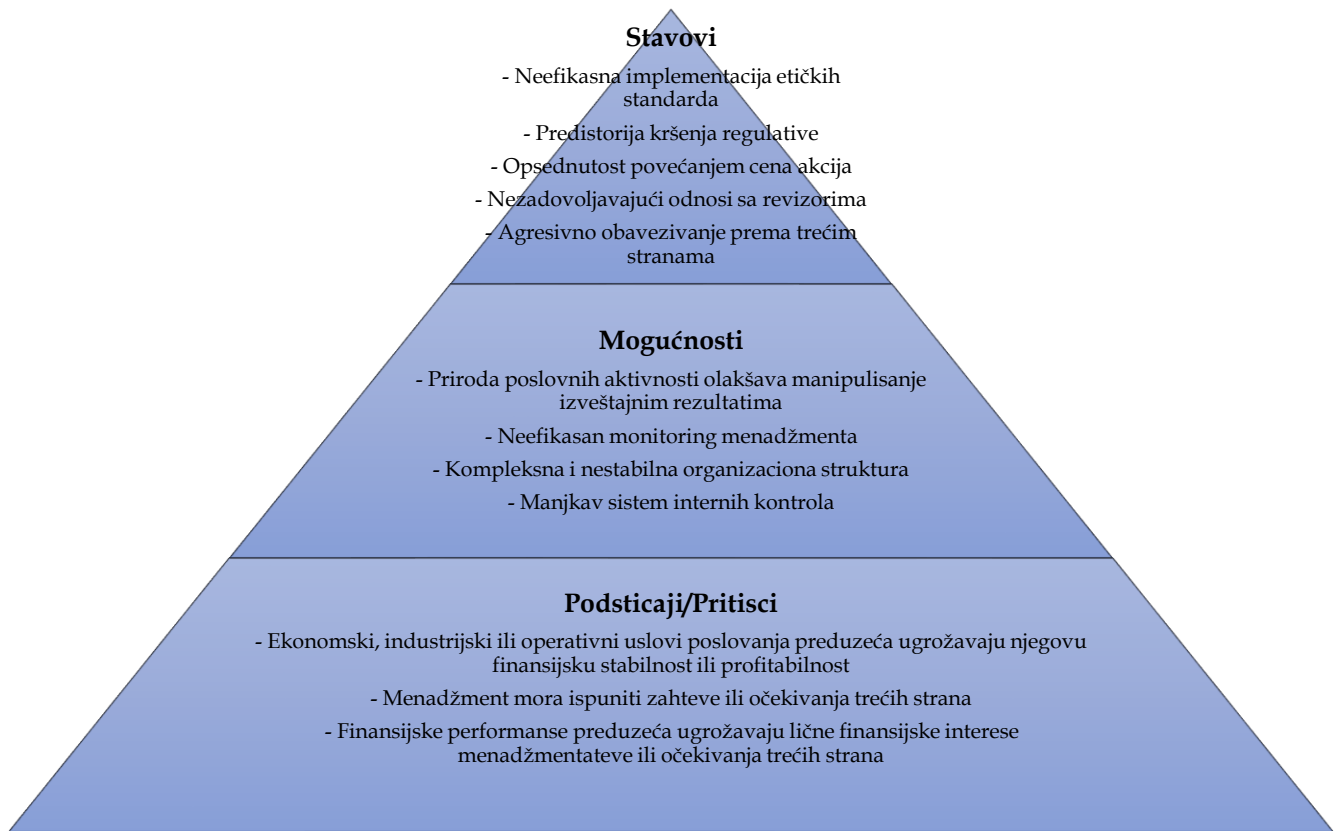 Stavovi
- Neefikasna implementacija etičkih
standarda
- Predistorija kršenja regulative
- Opsednutost povećanjem cena akcija
- Nezadovoljavajući odnosi sa revizorima
- Agresivno obavezivanje prema trećim
stranama
Mogućnosti
- Priroda poslovnih aktivnosti olakšava manipulisanje
izveštajnim rezultatima
- Neefikasan monitoring menadžmenta
- Kompleksna i nestabilna organizaciona struktura
- Manjkav sistem internih kontrola
Podsticaji/Pritisci
- Ekonomski, industrijski ili operativni uslovi poslovanja preduzeća ugrožavaju njegovu
finansijsku stabilnost ili profitabilnost
- Menadžment mora ispuniti zahteve ili očekivanja trećih strana
- Finansijske performanse preduzeća ugrožavaju lične finansijske interese
menadžmentateve ili očekivanja trećih strana